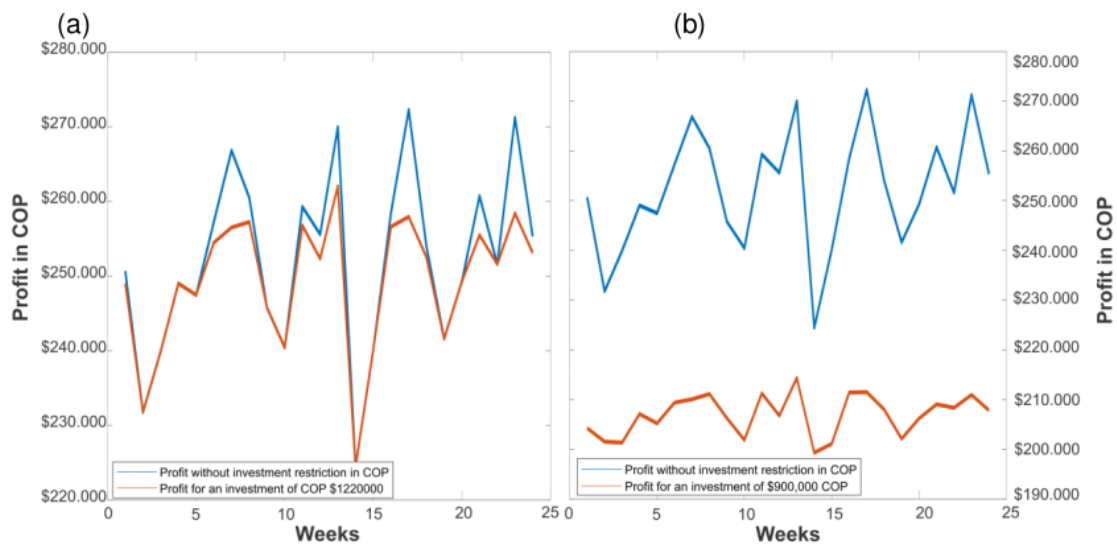 (a)
$280.000
$270.000
$260.000
$250.000
$240.000
$230.000
$220.000
Profit in COP
0
5
10
15
20
25
Weeks
Profit without investment restriction in COP
Profit for an investment of COP $1220000
(b)
$280.000
$270.000
$260.000
$250.000
$240.000
$230.000
$220.000
$210.000
$200.000
$190.000
Profit in COP
0
5
10
15
20
25
Weeks
Profit without investment restriction in COP
Profit for an investment of $900,000 COP